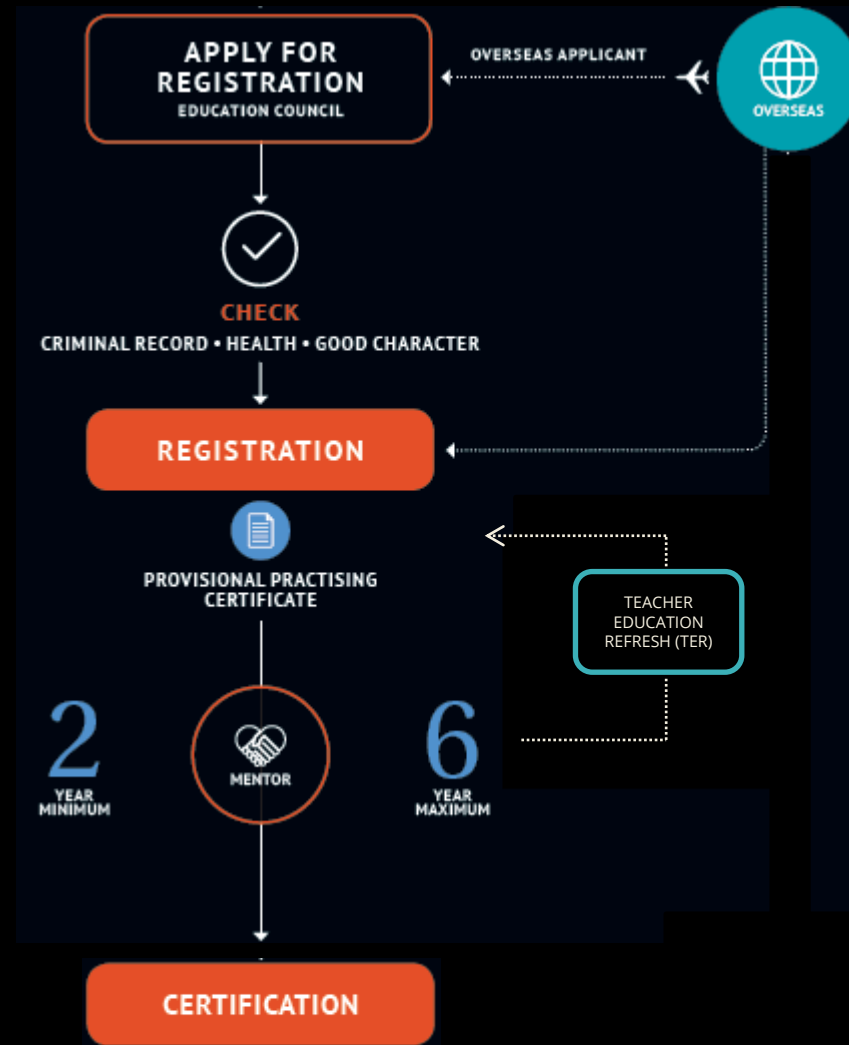 APPLY FOR
REGISTRATION
EDUCATION COUNCIL
OVERSEAS APPLICANT
OVERSEAS
CHECK
CRIMINAL RECORD • HEALTH • GOOD CHARACTER
REGISTRATION
PROVISIONAL PRACTISING
CERTIFICATE
TEACHER
EDUCATION
REFRESH (TER)
2
YEAR
MINIMUM
MENTOR
6
YEAR
MAXIMUM
CERTIFICATION